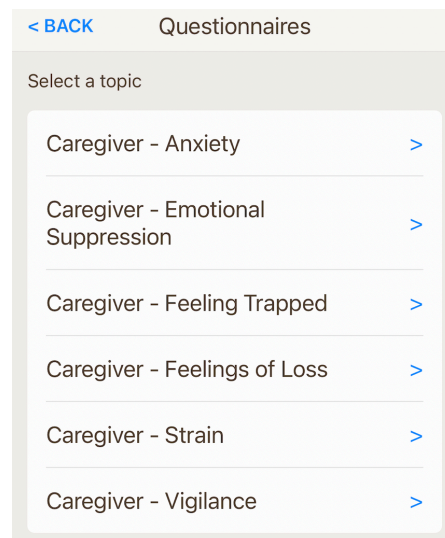 < BACK Questionnaires
Select a topic
Caregiver - Anxiety >
Caregiver - Emotional
Suppression >
Caregiver - Feeling Trapped >
Caregiver - Feelings of Loss >
Caregiver - Strain >
Caregiver - Vigilance >